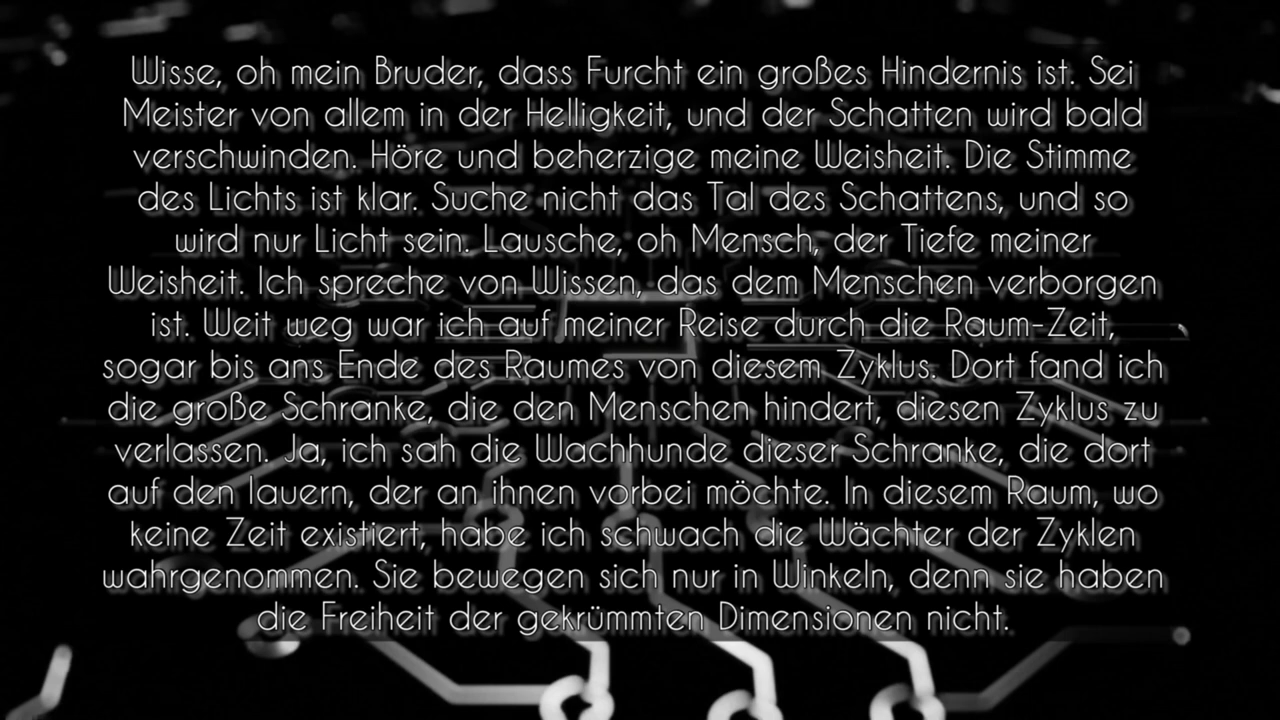 Wisse, oh mein Bruder, dass Furcht ein großes Hindernis ist. Sei
Meister von allem in der Helligkeit, und der Schatten wird bald
verschwinden. Höre und beherzige meine Weisheit. Die Stimme
des Lichts ist klar. Suche nicht das Tal des Schattens, und so
wird nur Licht sein. Lausche, oh Mensch, der Tiefe meiner
Weisheit. Ich spreche von Wissen, das dem Menschen verborgen
ist. Weit weg war ich auf meiner Reise durch die Raum-Zeit,
sogar bis ans Ende des Raumes von diesem Zyklus. Dort fand ich
die große Schranke, die den Menschen hindert, diesen Zyklus zu
verlassen. Ja, ich sah die Wachhunde dieser Schranke, die dort
auf den lauern, der an ihnen vorbei möchte. In diesem Raum, wo
keine Zeit existiert, habe ich schwach die Wächter der Zyklen
wahrgenommen. Sie bewegen sich nur in Winkeln, denn sie haben
die Freiheit der gekrümmten Dimensionen nicht.